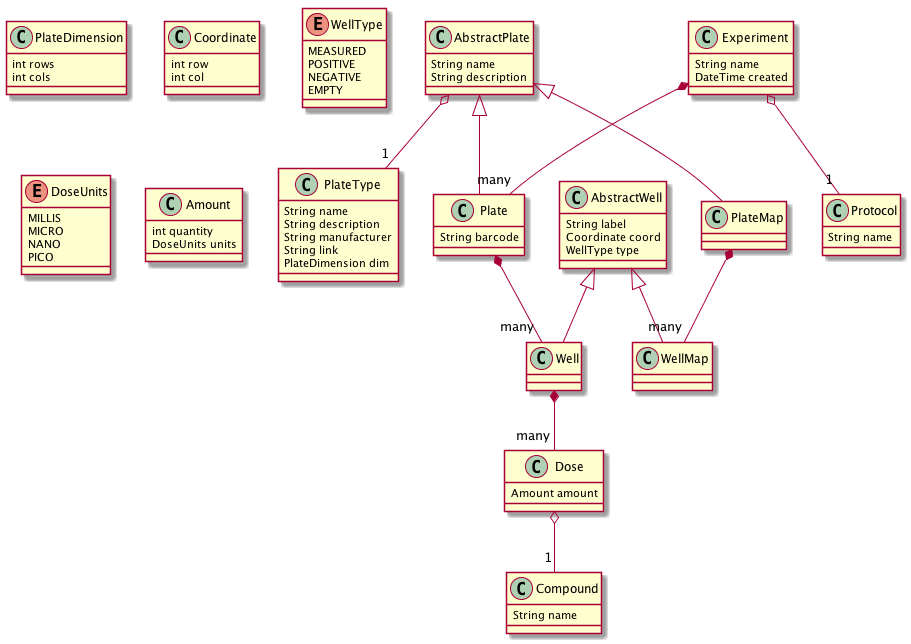 C PlateDimension
int rows
int cols
C Coordinate
int row
int col
E WellType
MEASURED
POSITIVE
NEGATIVE
EMPTY
C AbstractPlate
String name
String description
C Experiment
String name
DateTime created
1
many
1
E DoseUnits
MILLIS
MICRO
NANO
PICO
C Amount
int quantity
DoseUnits units
C PlateType
String name
String description
String manufacturer
String link
PlateDimension dim
C Plate
String barcode
C AbstractWell
String label
Coordinate coord
WellType type
C PlateMap
C Protocol
String name
many
many
C Well
C WellMap
many
C Dose
Amount amount
1
C Compound
String name